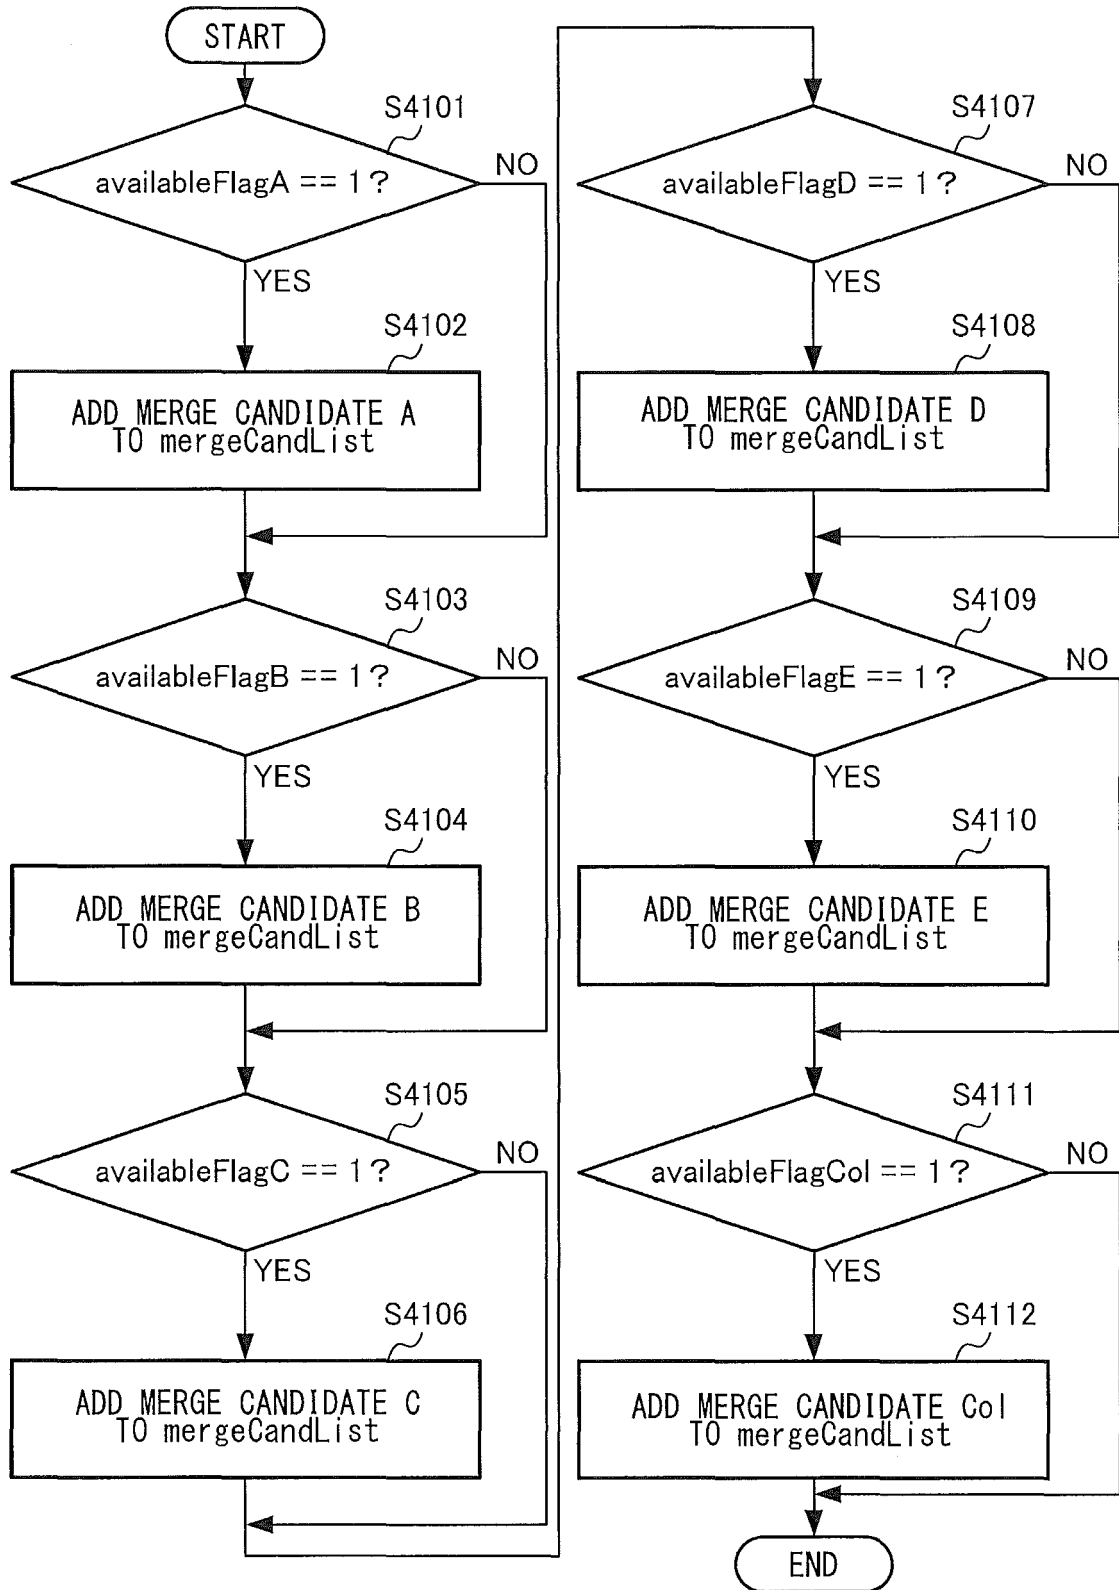 START
S4101
availableFlagA == 1?
NO
YES
S4102
ADD MERGE CANDIDATE A
TO mergeCandList
S4103
availableFlagB == 1?
NO
YES
S4104
ADD MERGE CANDIDATE B
TO mergeCandList
S4105
availableFlagC == 1?
NO
YES
S4106
ADD MERGE CANDIDATE C
TO mergeCandList
S4107
availableFlagD == 1?
NO
YES
S4108
ADD MERGE CANDIDATE D
TO mergeCandList
S4109
availableFlagE == 1?
NO
YES
S4110
ADD MERGE CANDIDATE E
TO mergeCandList
S4111
availableFlagCol == 1?
NO
YES
S4112
ADD MERGE CANDIDATE Col
TO mergeCandList
END